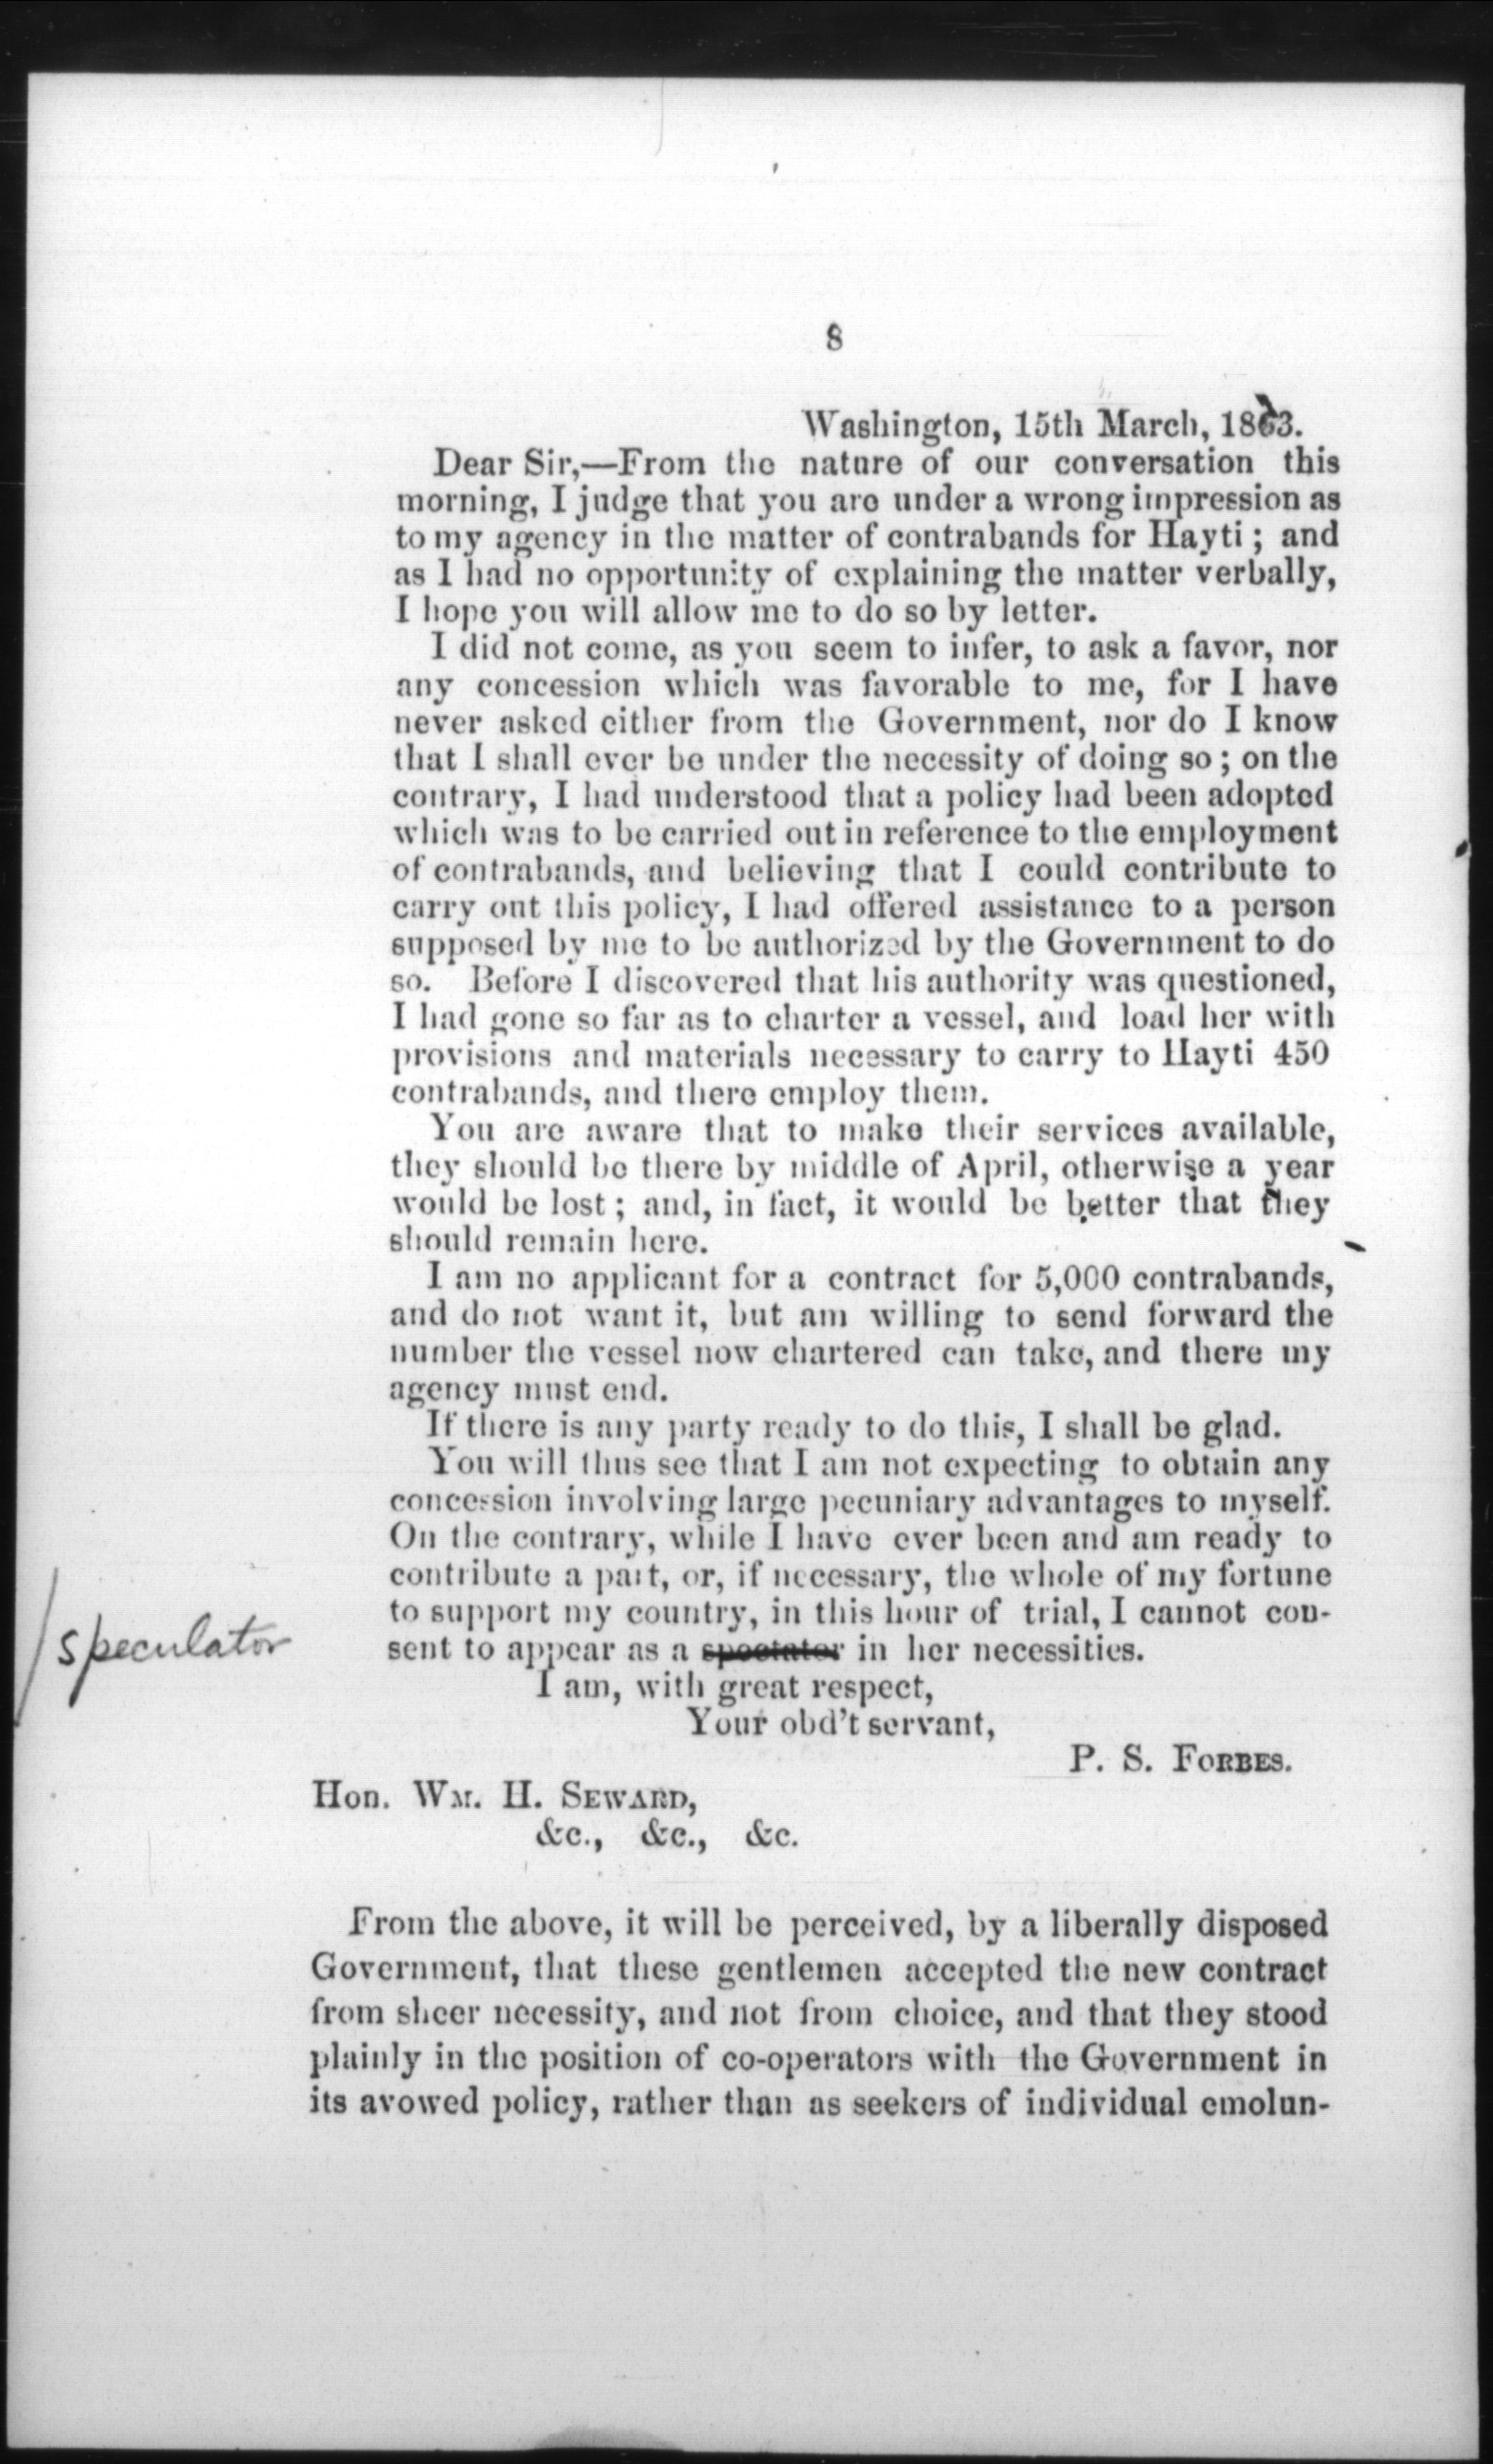 8
Washington, 15th March, 1863.
Dear Sir,—From the nature of our conversation this
morning, I judge that you are under a wrong impression as
to my agency in the matter of contrabands for Hayti; and
as I had no opportunity of explaining the matter verbally,
I hope you will allow me to do so by letter.
I did not come, as you seem to infer, to ask a favor, nor
any concession which was favorable to me, for I have
never asked either from the Government, nor do I know
that I shall ever be under the necessity of doing so; on the
contrary, I had understood that a policy had been adopted
which was to be carried out in reference to the employment
of contrabands, and believing that I could contribute to
carry out this policy, I had offered assistance to a person
supposed by me to be authorized by the Government to do
so. Before I discovered that his authority was questioned,
I had gone so far as to charter a vessel, and load her with
provisions and materials necessary to carry to Hayti 450
contrabands, and there employ them.
You are aware that to make their services available,
they should be there by middle of April, otherwise a year
would be lost; and, in fact, it would be better that they
should remain here.
I am no applicant for a contract for 5,000 contrabands,
and do not want it, but am willing to send forward the
number the vessel now chartered can take, and there my
agency must end.
If there is any party ready to do this, I shall be glad.
You will thus see that I am not expecting to obtain any
concession involving large pecuniary advantages to myself.
On the contrary, while I have ever been and am ready to
contribute a part, or, if necessary, the whole of my fortune
to support my country, in this hour of trial, I cannot con-
speculator
sent to appear as a spectator in her necessities.
I am, with great respect,
Your obd't servant,
P. S. FORBES.
Hon. WM. H. SEWARD,
&c., &c., &c.
From the above, it will be perceived, by a liberally disposed
Government, that these gentlemen accepted the new contract
from sheer necessity, and not from choice, and that they stood
plainly in the position of co-operators with the Government in
its avowed policy, rather than as seekers of individual emolun-